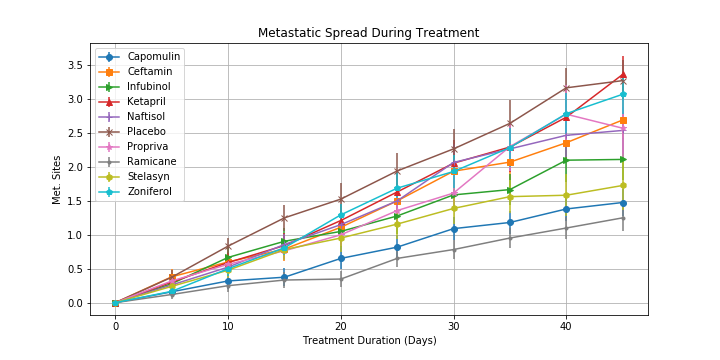 Metastatic Spread During Treatment
Capomulin
Ceftamin
Infubinol
Ketapril
Naftisol
Placebo
Propriva
Ramicane
Stelasyn
Zoniferol
Met. Sites
3.5
3.0
2.5
2.0
1.5
1.0
0.5
0.0
0 10 20 30 40
Treatment Duration (Days)